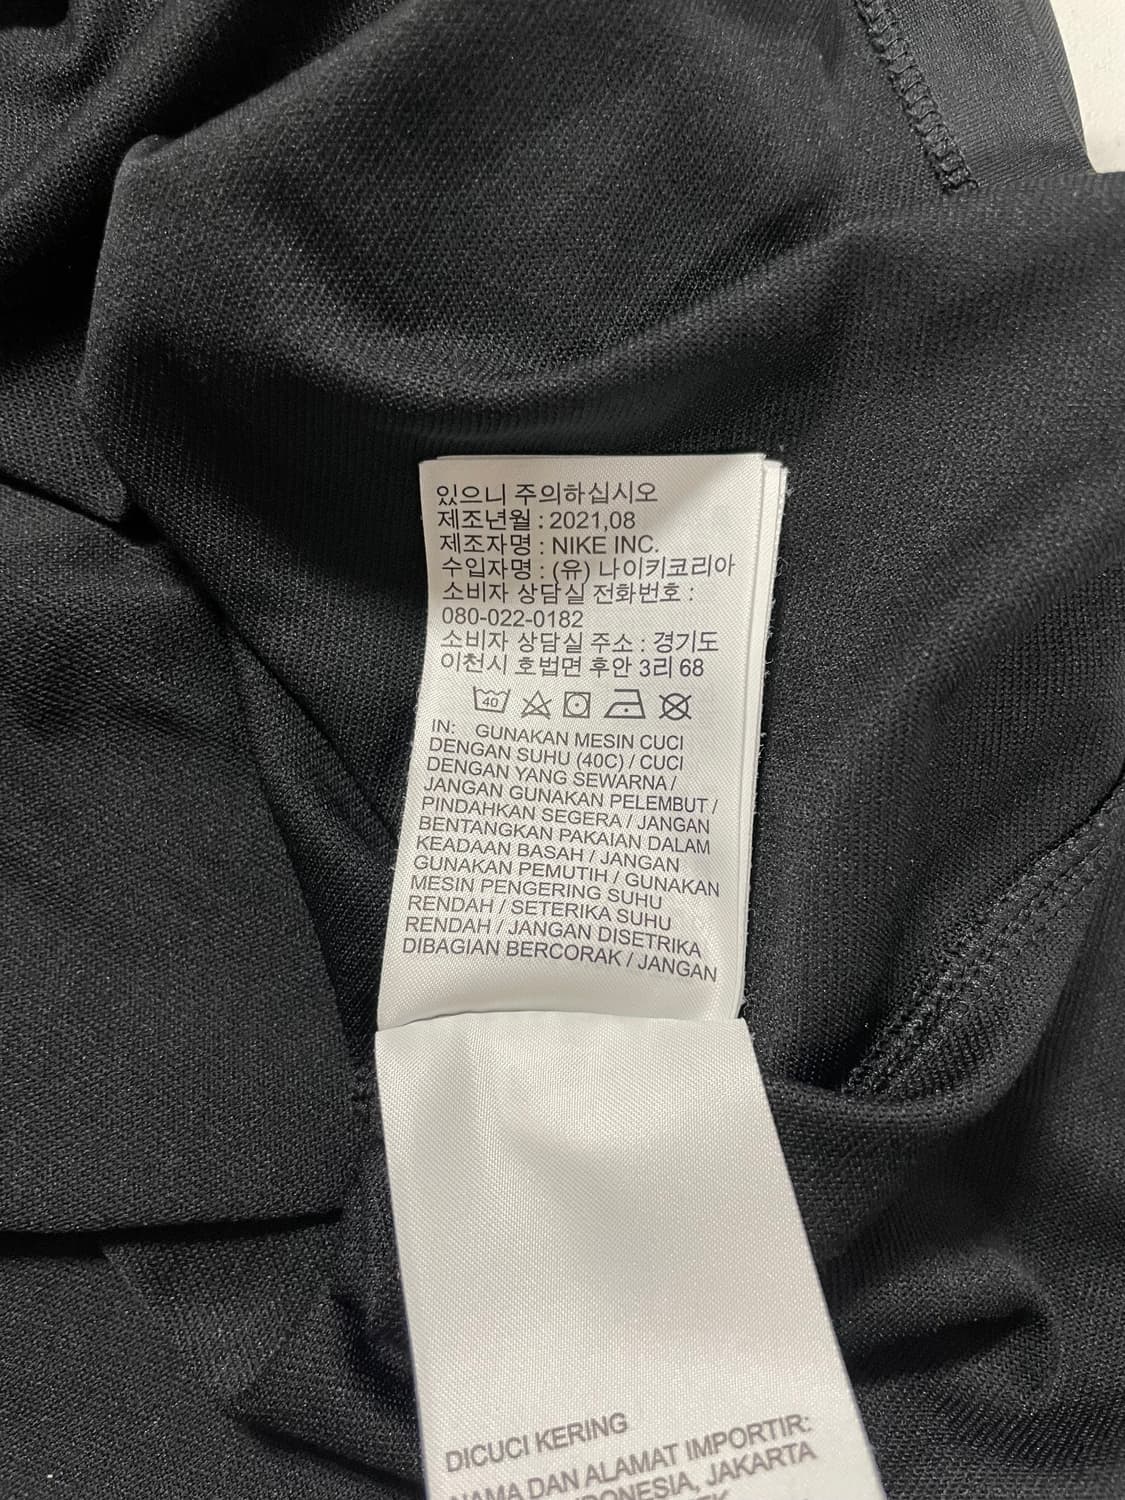 있으니 주의하십시오
제조년월 : 2021,08
제조자명 : NIKE INC.
수입자명 : (유) 나이키코리아
소비자 상담실 전화번호 :
080-022-0182
소비자 상담실 주소 : 경기도
이천시 호법면 후안 3리 68
40
IN: GUNAKAN MESIN CUCI
DENGAN SUHU (40C) / CUCI
DENGAN YANG SEWARNA /
JANGAN GUNAKAN PELEMBUT /
PINDAHKAN SEGERA / JANGAN
BENTANGKAN PAKAIAN DALAM
KEADAAN BASAH / JANGAN
GUNAKAN PEMUTIH / GUNAKAN
MESIN PENGERING SUHU
RENDAH / SETERIKA SUHU
RENDAH / JANGAN DISETRIKA
DIBAGIAN BERCORAK / JANGAN
DICUCI KERING
NAMA DAN ALAMAT IMPORTIR:
JAKARTA